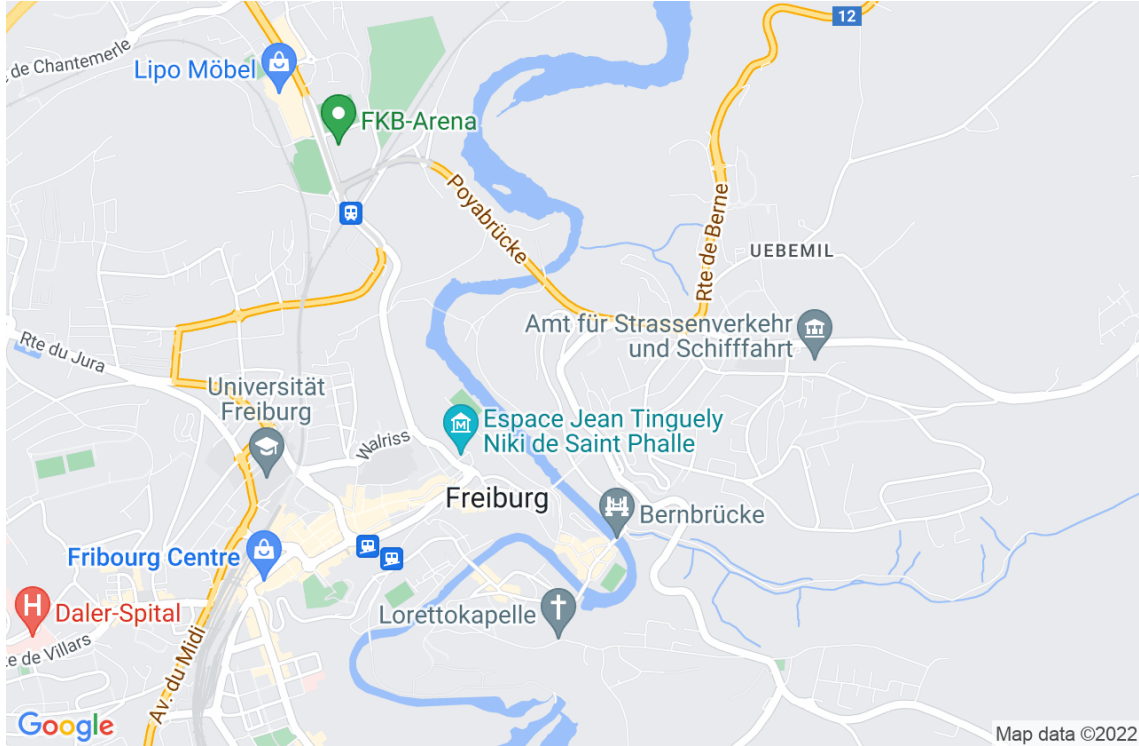 12
de Chantemerle
Lipo Möbel
FKB-Arena
Poyabrücke
Rte de Berne
UEBEMIL
Amt für Strassenverkehr
und Schifffahrt
Rte du Jura
Universität
Freiburg
Walriss
Espace Jean Tinguely
Niki de Saint Phalle
Freiburg
Bernbrücke
Fribourg Centre
H
Daler-Spital
Lorettokapelle
te de Villars
Av. du Midi
Google
Map data ©2022